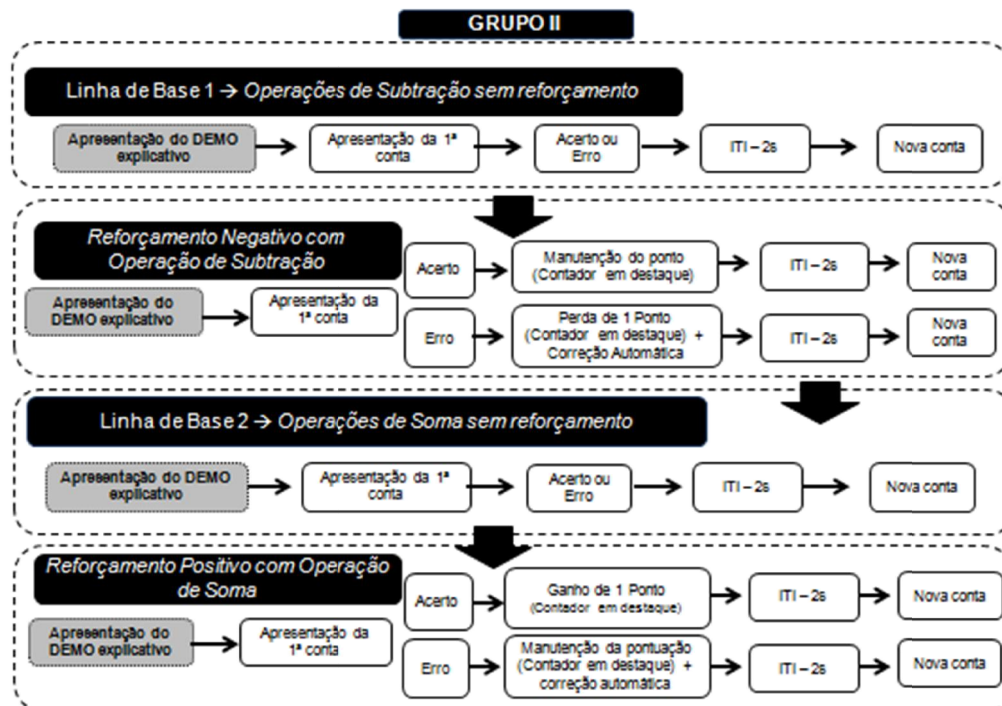 GRUPO II
Linha de Base 1 → Operações de Subtração sem reforçamento
Apresentação do DEMO
explicativo
Apresentação da 1ª
conta
Acerto ou
Erro
ITI – 2s
Nova conta
Reforçamento Negativo com
Operação de Subtração
Apresentação do
DEMO explicativo
Apresentação da
1ª conta
Acerto
Manutenção do ponto
(Contador em destaque)
ITI – 2s
Nova
conta
Erro
Perda de 1 Ponto
(Contador em destaque) +
Correção Automática
ITI – 2s
Nova
conta
Linha de Base 2 → Operações de Soma sem reforçamento
Apresentação do DEMO
explicativo
Apresentação da 1ª
conta
Acerto ou
Erro
ITI – 2s
Nova conta
Reforçamento Positivo com Operação
de Soma
Apresentação do
DEMO explicativo
Apresentação da
1ª conta
Acerto
Ganho de 1 Ponto
(Contador em destaque)
ITI – 2s
Nova conta
Erro
Manutenção da pontuação
(Contador em destaque) +
correção automática
ITI – 2s
Nova conta